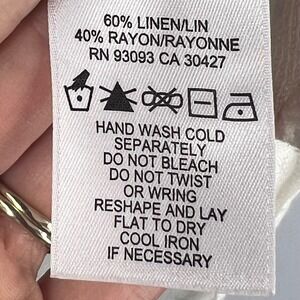 60% LINEN/LIN
40% RAYON/RAYONNE
RN 93093 CA 30427
HAND WASH COLD
SEPARATELY
DO NOT BLEACH
DO NOT TWIST
OR WRING
RESHAPE AND LAY
FLAT TO DRY
COOL IRON
IF NECESSARY